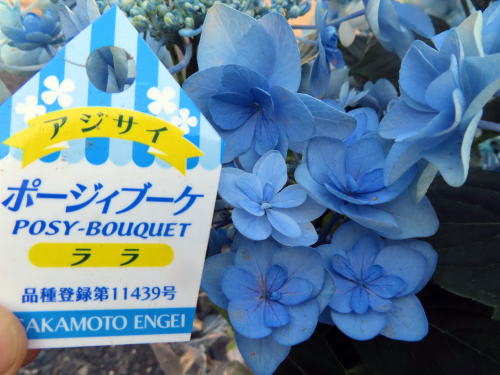 アジサイ
ポージィブーケ
POSY-BOUQUET
ララ
品種登録第11439号
SAKAMOTO ENGEI